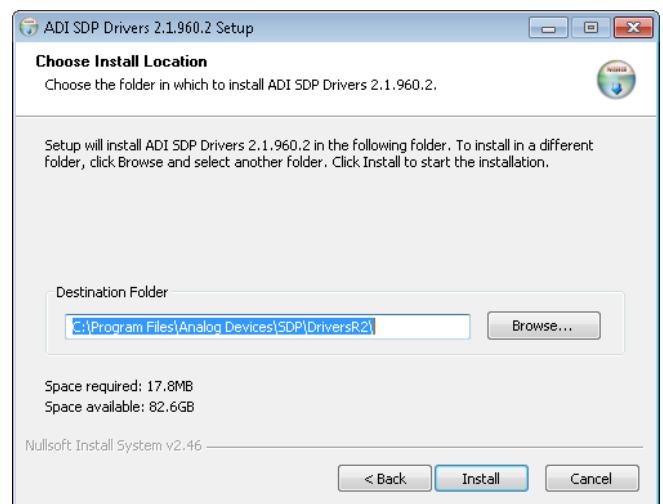 ADI SDP Drivers 2.1.960.2 Setup
Choose Install Location
Choose the folder in which to install ADI SDP Drivers 2.1.960.2.
Setup will install ADI SDP Drivers 2.1.960.2 in the following folder. To install in a different
folder, click Browse and select another folder. Click Install to start the installation.
Destination Folder
C:\Program Files\Analog Devices\SDP\DriversR2\
Browse...
Space required: 17.8MB
Space available: 82.6GB
Nullsoft Install System v2.46
< Back
Install
Cancel